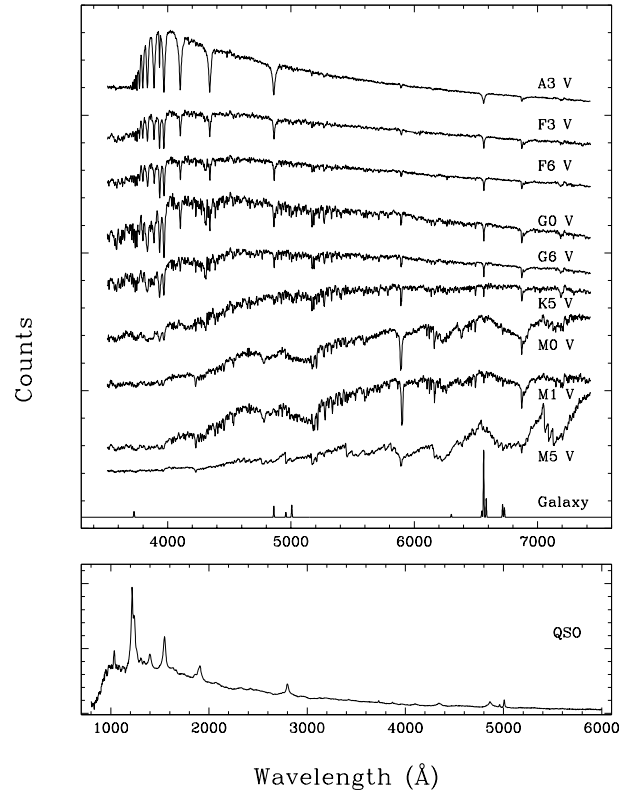 Counts
A3 V
F3 V
F6 V
G0 V
G6 V
K5 V
M0 V
M1 V
M5 V
Galaxy
4000 5000 6000 7000
QSO
1000 2000 3000 4000 5000 6000
Wavelength (Å)